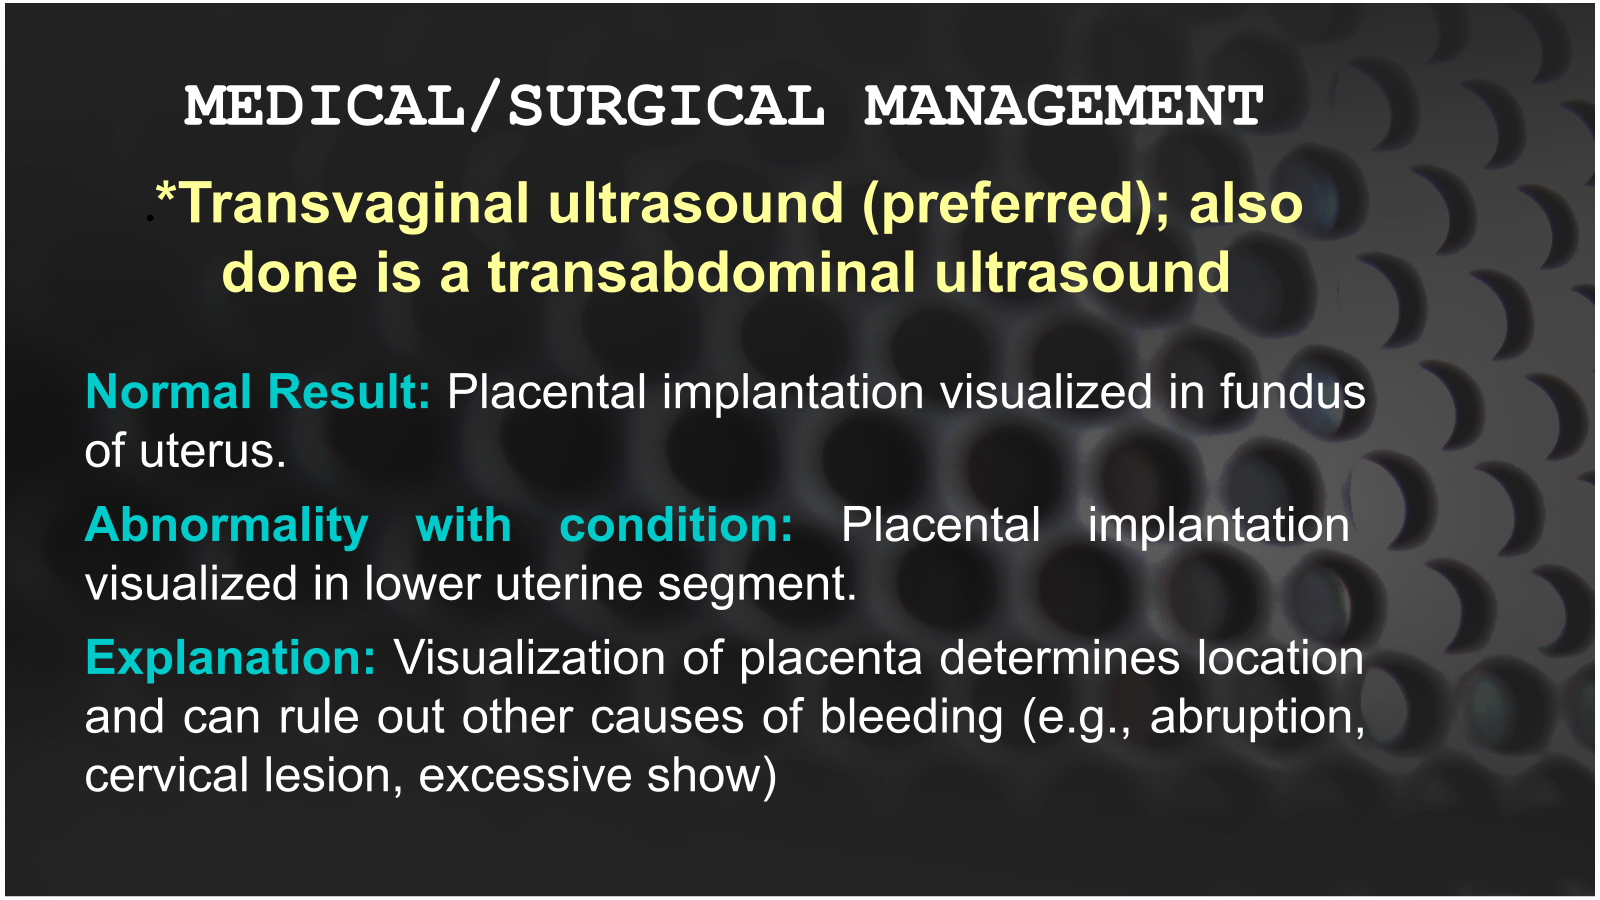 MEDICAL/SURGICAL MANAGEMENT
.*Transvaginal ultrasound (preferred); also
done is a transabdominal ultrasound
Normal Result: Placental implantation visualized in fundus
of uterus.
Abnormality with condition: Placental implantation
visualized in lower uterine segment.
Explanation: Visualization of placenta determines location
and can rule out other causes of bleeding (e.g., abruption,
cervical lesion, excessive show)